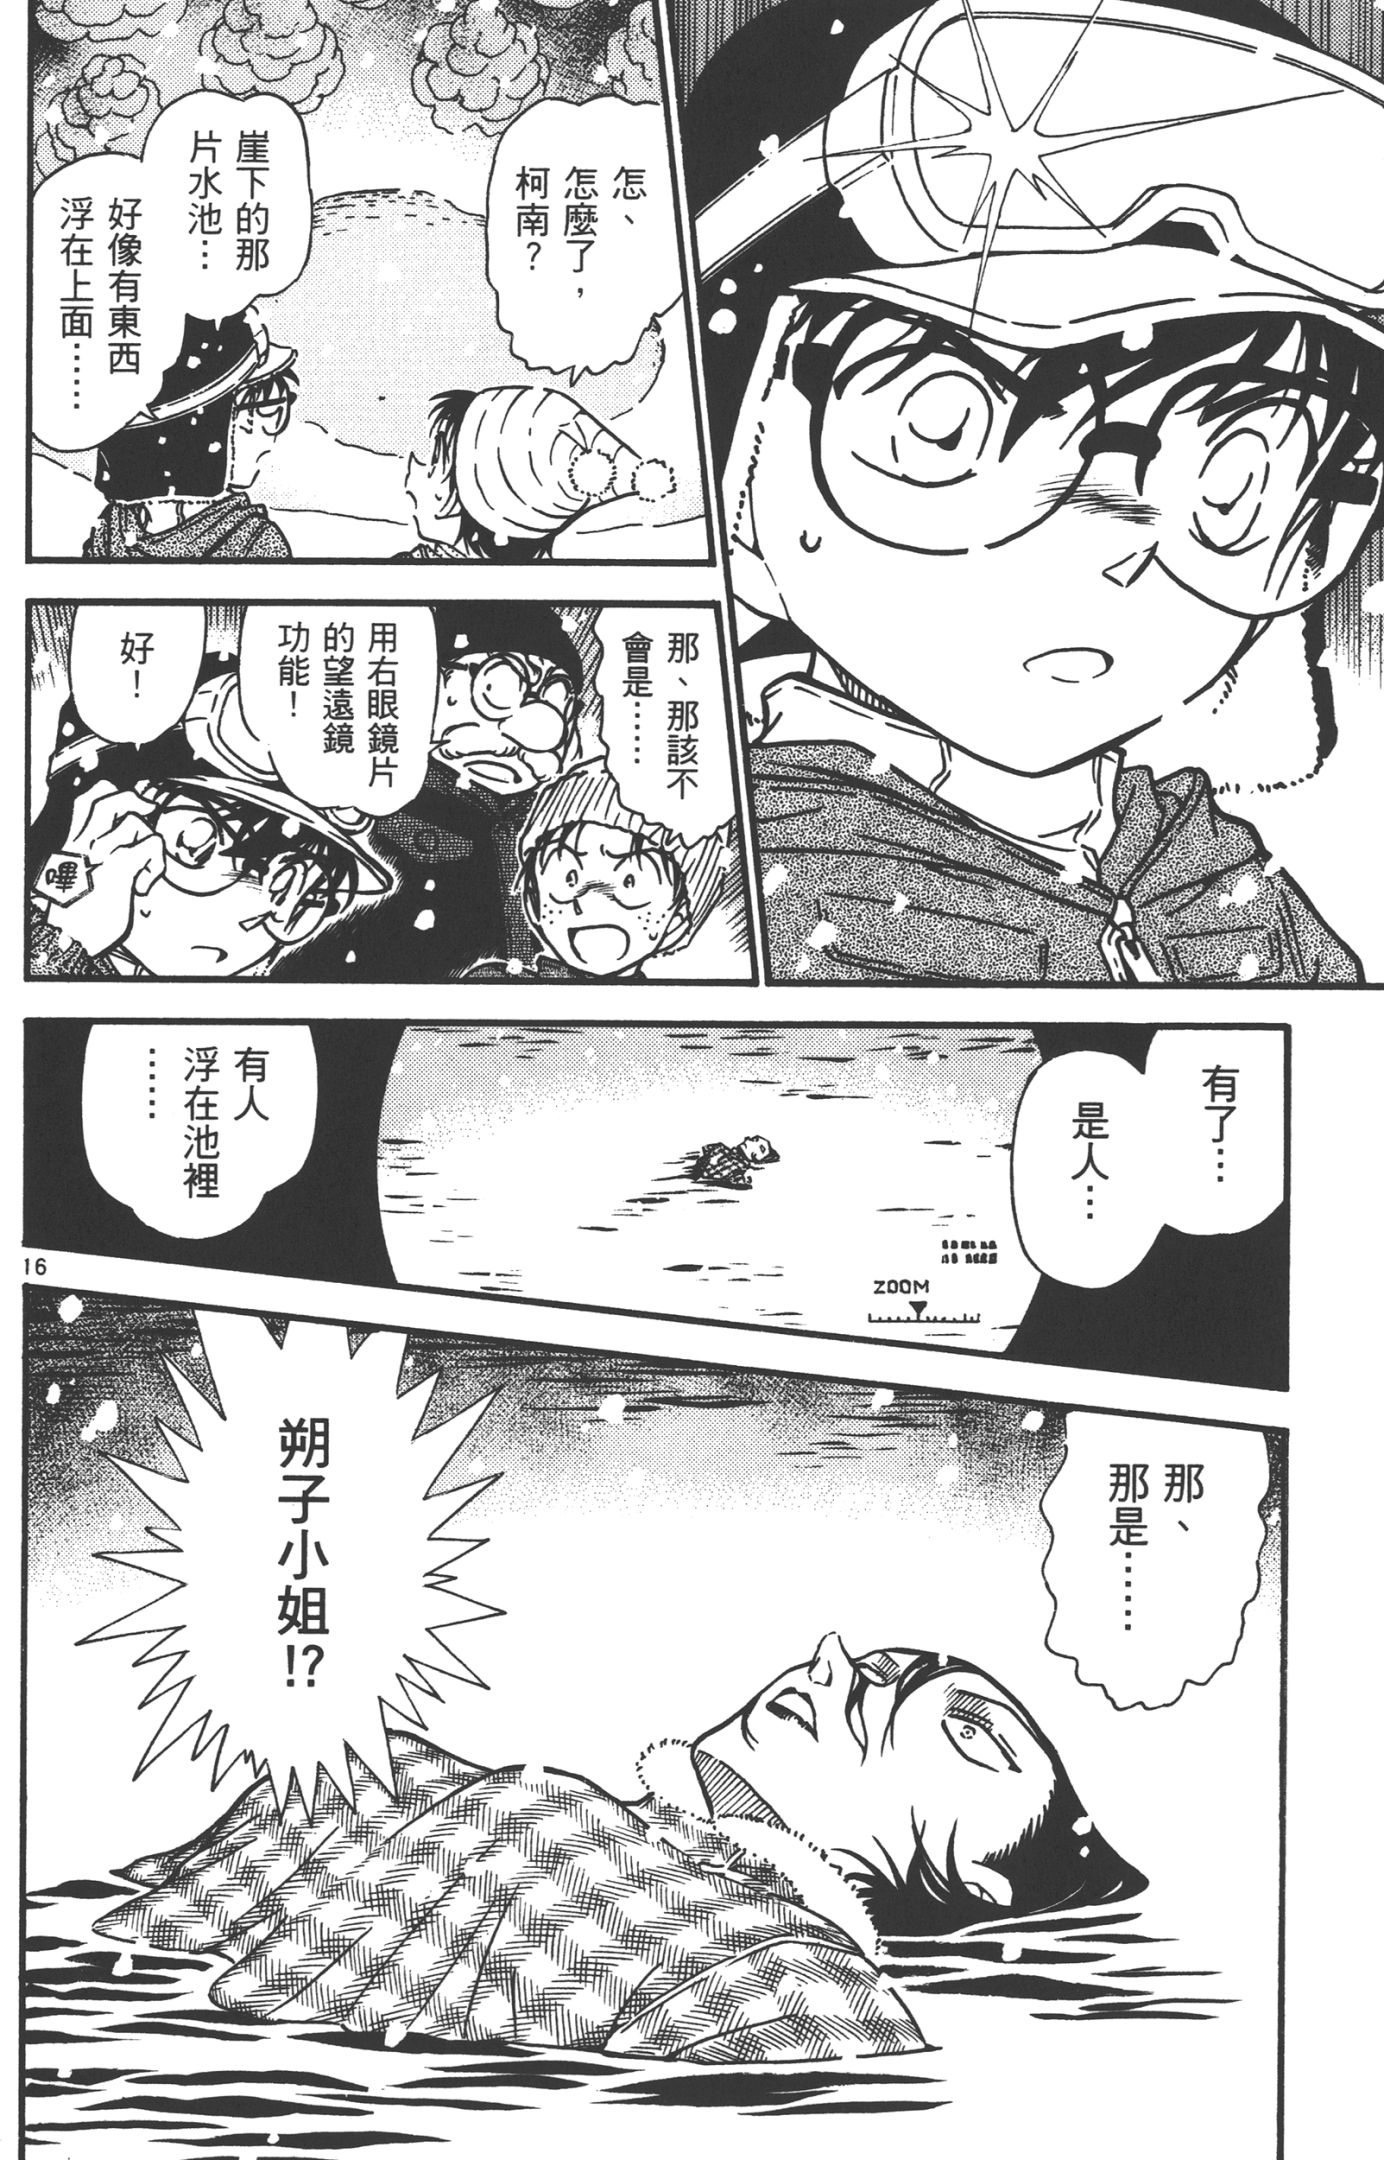 怎、
怎麼了，
柯南？
崖下的那
片水池…
好像有東西
浮在上面……
那、那該不
會是……
用右眼鏡片
的望遠鏡
功能！
好！
嗶
有了…
是人…
有人
浮在池裡
……
ZOOM
16
那、
那是……
朔子小姐!?